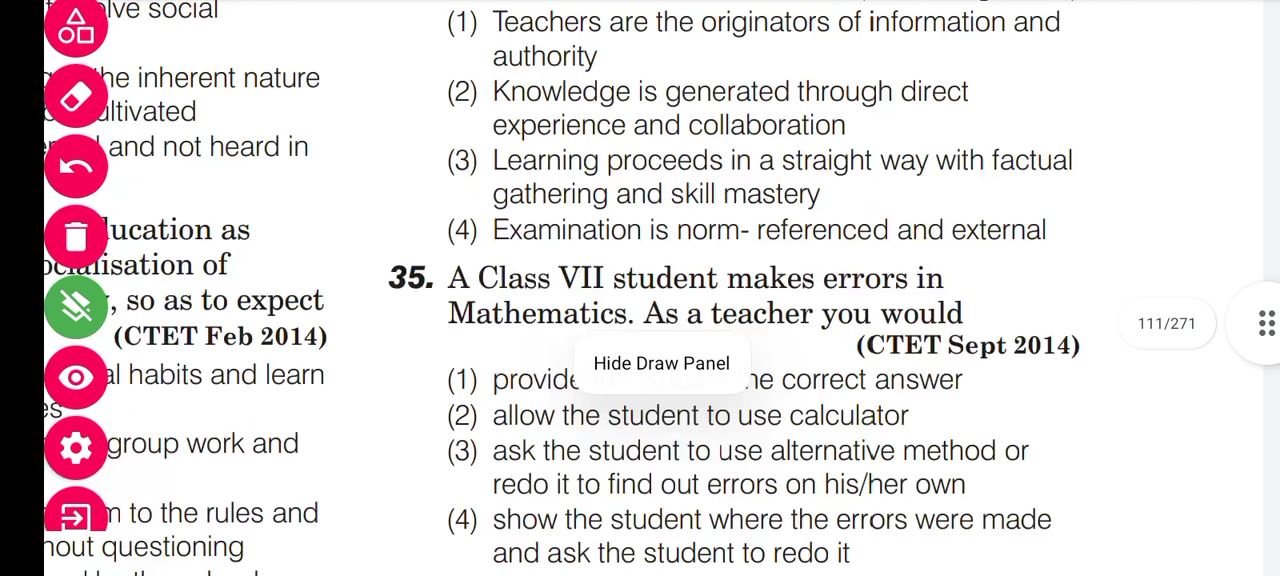 lve social
the inherent nature
ultivated
and not heard in
ducation as
ocialisation of
, so as to expect
(CTET Feb 2014)
al habits and learn
es
group work and
m to the rules and
hout questioning
(1) Teachers are the originators of information and
authority
(2) Knowledge is generated through direct
experience and collaboration
(3) Learning proceeds in a straight way with factual
gathering and skill mastery
(4) Examination is norm- referenced and external
35. A Class VII student makes errors in
Mathematics. As a teacher you would
(CTET Sept 2014)
Hide Draw Panel
(1) provide he correct answer
(2) allow the student to use calculator
(3) ask the student to use alternative method or
redo it to find out errors on his/her own
(4) show the student where the errors were made
and ask the student to redo it
111/271